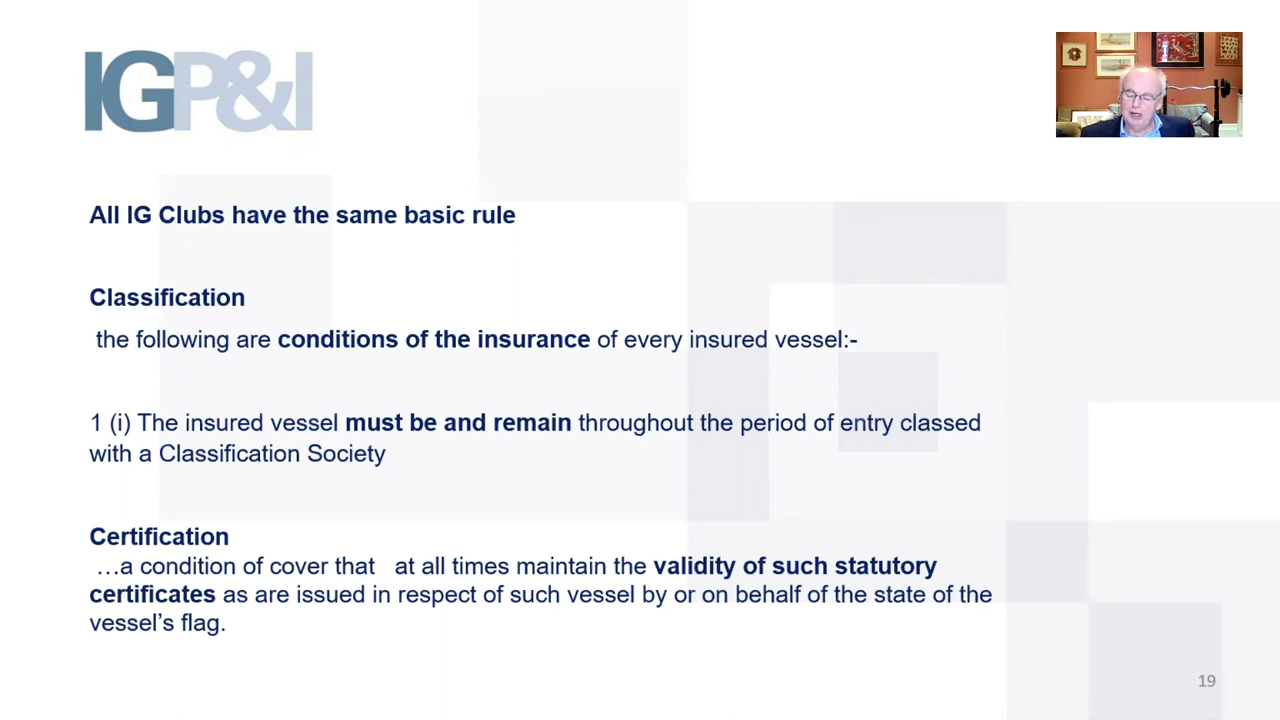 IGP&I
All IG Clubs have the same basic rule
Classification
the following are conditions of the insurance of every insured vessel:-
1 (i) The insured vessel must be and remain throughout the period of entry classed
with a Classification Society
Certification
…a condition of cover that at all times maintain the validity of such statutory
certificates as are issued in respect of such vessel by or on behalf of the state of the
vessel’s flag.
19